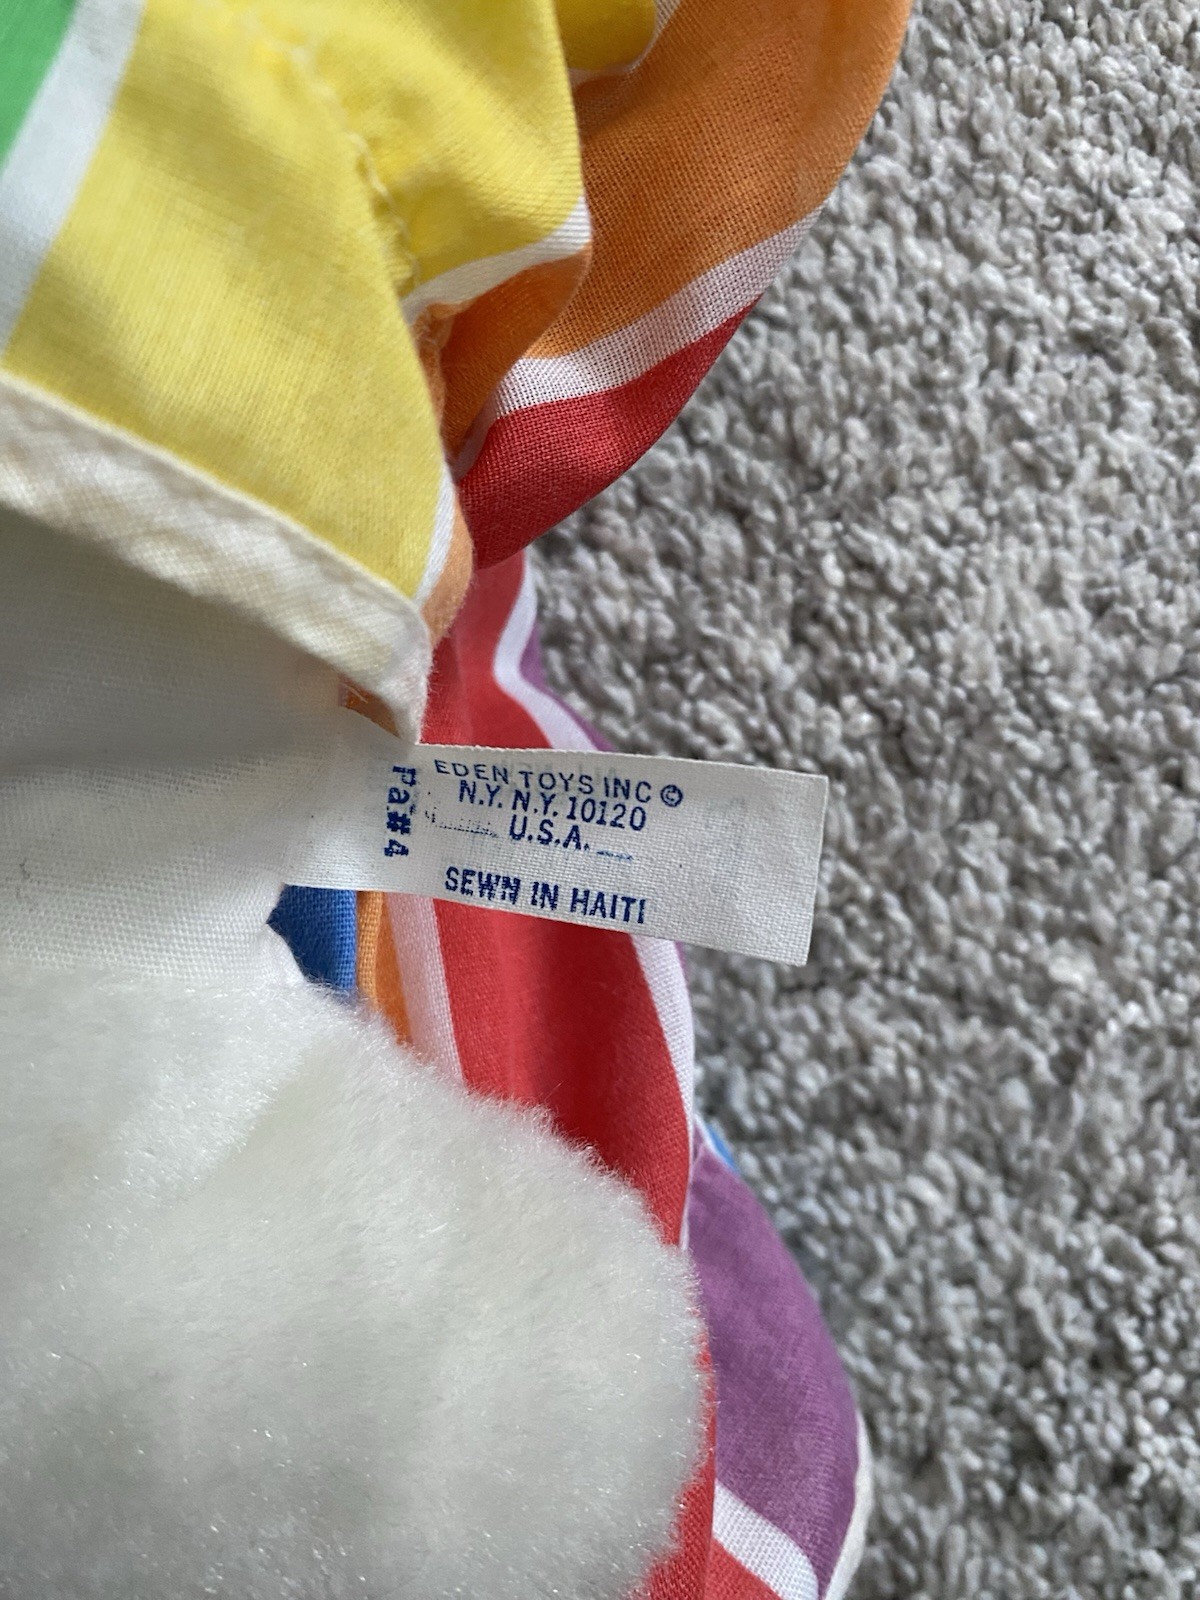 EDEN TOYS INC ©
N.Y. N.Y. 10120
U.S.A.
SEWN IN HAITI
Pa#4